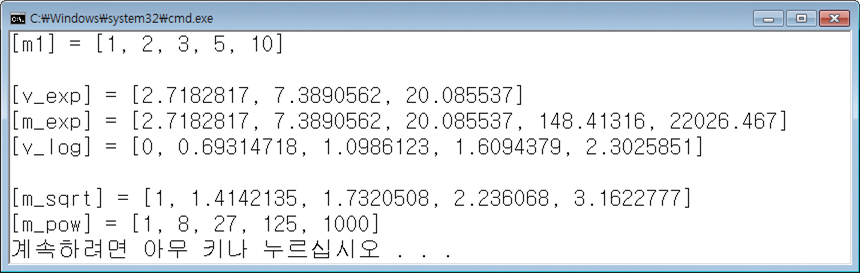 C:₩Windows₩system32₩cmd.exe
[m1] = [1, 2, 3, 5, 10]
[v_exp] = [2.7182817, 7.3890562, 20.085537]
[m_exp] = [2.7182817, 7.3890562, 20.085537, 148.41316, 22026.467]
[v_log] = [0, 0.69314718, 1.0986123, 1.6094379, 2.3025851]
[m_sqrt] = [1, 1.4142135, 1.7320508, 2.236068, 3.1622777]
[m_pow] = [1, 8, 27, 125, 1000]
계속하려면 아무 키나 누르십시오 . . .